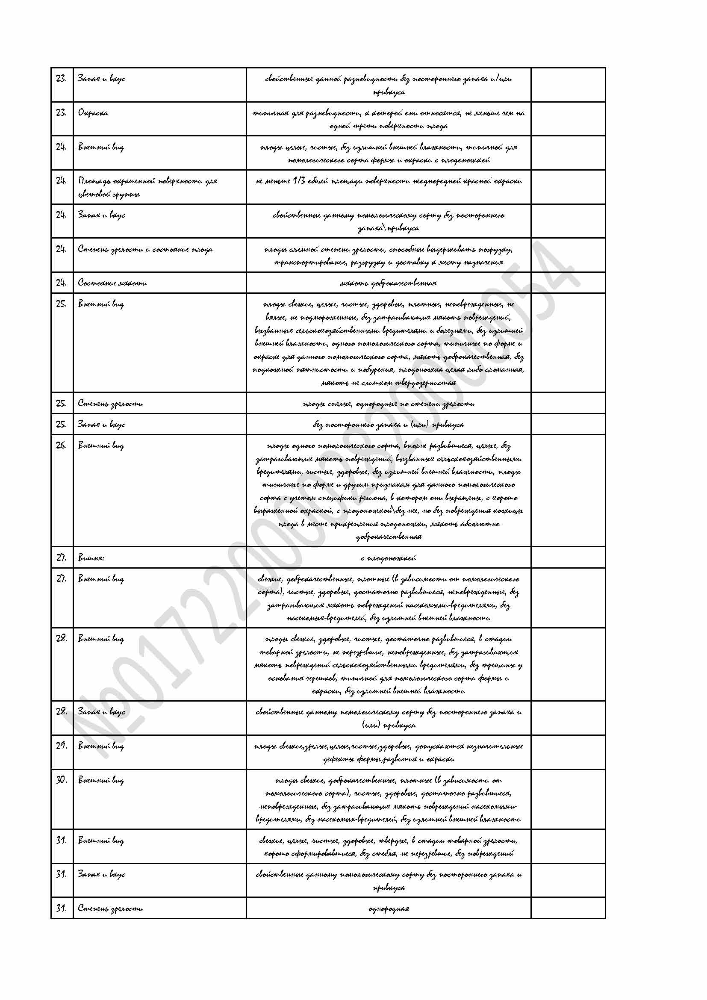 23. Запах и вкус свойственные данной разновидности без постороннего запаха и/или
привкуса
23. Окраска типичная для разновидности, к которой они относятся, не меньше чем на
одной трети поверхности плода
24. Внешний вид плоды целые, чистые, без излишней внешней влажности, типичной для
помологического сорта формы и окраски с плодоножкой
24. Площадь окрашенной поверхности для не меньше 1/3 общей площади поверхности неоднородной красной окраски
цветовой группы
24. Запах и вкус свойственные данному помологическому сорту без постороннего
запаха\привкуса
24. Степень зрелости и состояние плода плоды съемной степени зрелости, способные выдерживать погрузку,
транспортирование, разгрузку и доставку к месту назначения
24. Состояние мякоти мякоть доброкачественная
25. Внешний вид плоды свежие, целые, чистые, здоровые, плотные, неповрежденные, не
вялые, не подмороженные, без затрагивающих мякоть повреждений,
вызванных сельскохозяйственными вредителями и болезнями, без излишней
внешней влажности, одного помологического сорта, типичные по форме и
окраске для данного помологического сорта, мякоть доброкачественная, без
подкожной пятнистости и побурения, плодоножка целая либо сломанная,
мякоть не слишком твердозернистая
25. Степень зрелости плоды спелые, однородные по степени зрелости
25. Запах и вкус без постороннего запаха и (или) привкуса
26. Внешний вид плоды одного помологического сорта, вполне развившиеся, целые, без
затрагивающих мякоть повреждений, вызванных сельскохозяйственными
вредителями, чистые, здоровые, без излишней внешней влажности, плоды
типичные по форме и другим признакам для данного помологического
сорта с учетом специфики региона, в котором они выращены, с хорошо
выраженной окраской, с плодоножкой\без нее, но без повреждения кожицы
плода в месте прикрепления плодоножки, мякоть абсолютно
доброкачественная
27. Вишня: с плодоножкой
27. Внешний вид свежие, доброкачественные, плотные (в зависимости от помологического
сорта), чистые, здоровые, достаточно развившиеся, неповрежденные, без
затрагивающих мякоть повреждений насекомыми-вредителями, без
насекомых-вредителей, без излишней внешней влажности
28. Внешний вид плоды свежие, здоровые, чистые, достаточно развившиеся, в стадии
товарной зрелости, не перезревшие, неповрежденные, без затрагивающих
мякоть повреждений сельскохозяйственными вредителями, без трещины у
основания черешков, типичной для помологического сорта формы и
окраски, без излишней внешней влажности
28. Запах и вкус свойственные данному помологическому сорту без постороннего запаха и
(или) привкуса
29. Внешний вид плоды свежие,зрелые,целые,чистые,здоровые, допускаются незначительные
дефекты формы,развития и окраски
30. Внешний вид плоды свежие, доброкачественные, плотные (в зависимости от
помологического сорта), чистые, здоровые, достаточно развившиеся,
неповрежденные, без затрагивающих мякоть повреждений насекомыми-
вредителями, без насекомых-вредителей, без излишней внешней влажности
31. Внешний вид свежие, целые, чистые, здоровые, твердые, в стадии товарной зрелости,
хорошо сформировавшиеся, без стебля, не перезревшие, без повреждений
31. Запах и вкус свойственные данному помологическому сорту без постороннего запаха и
привкуса
31. Степень зрелости однородная